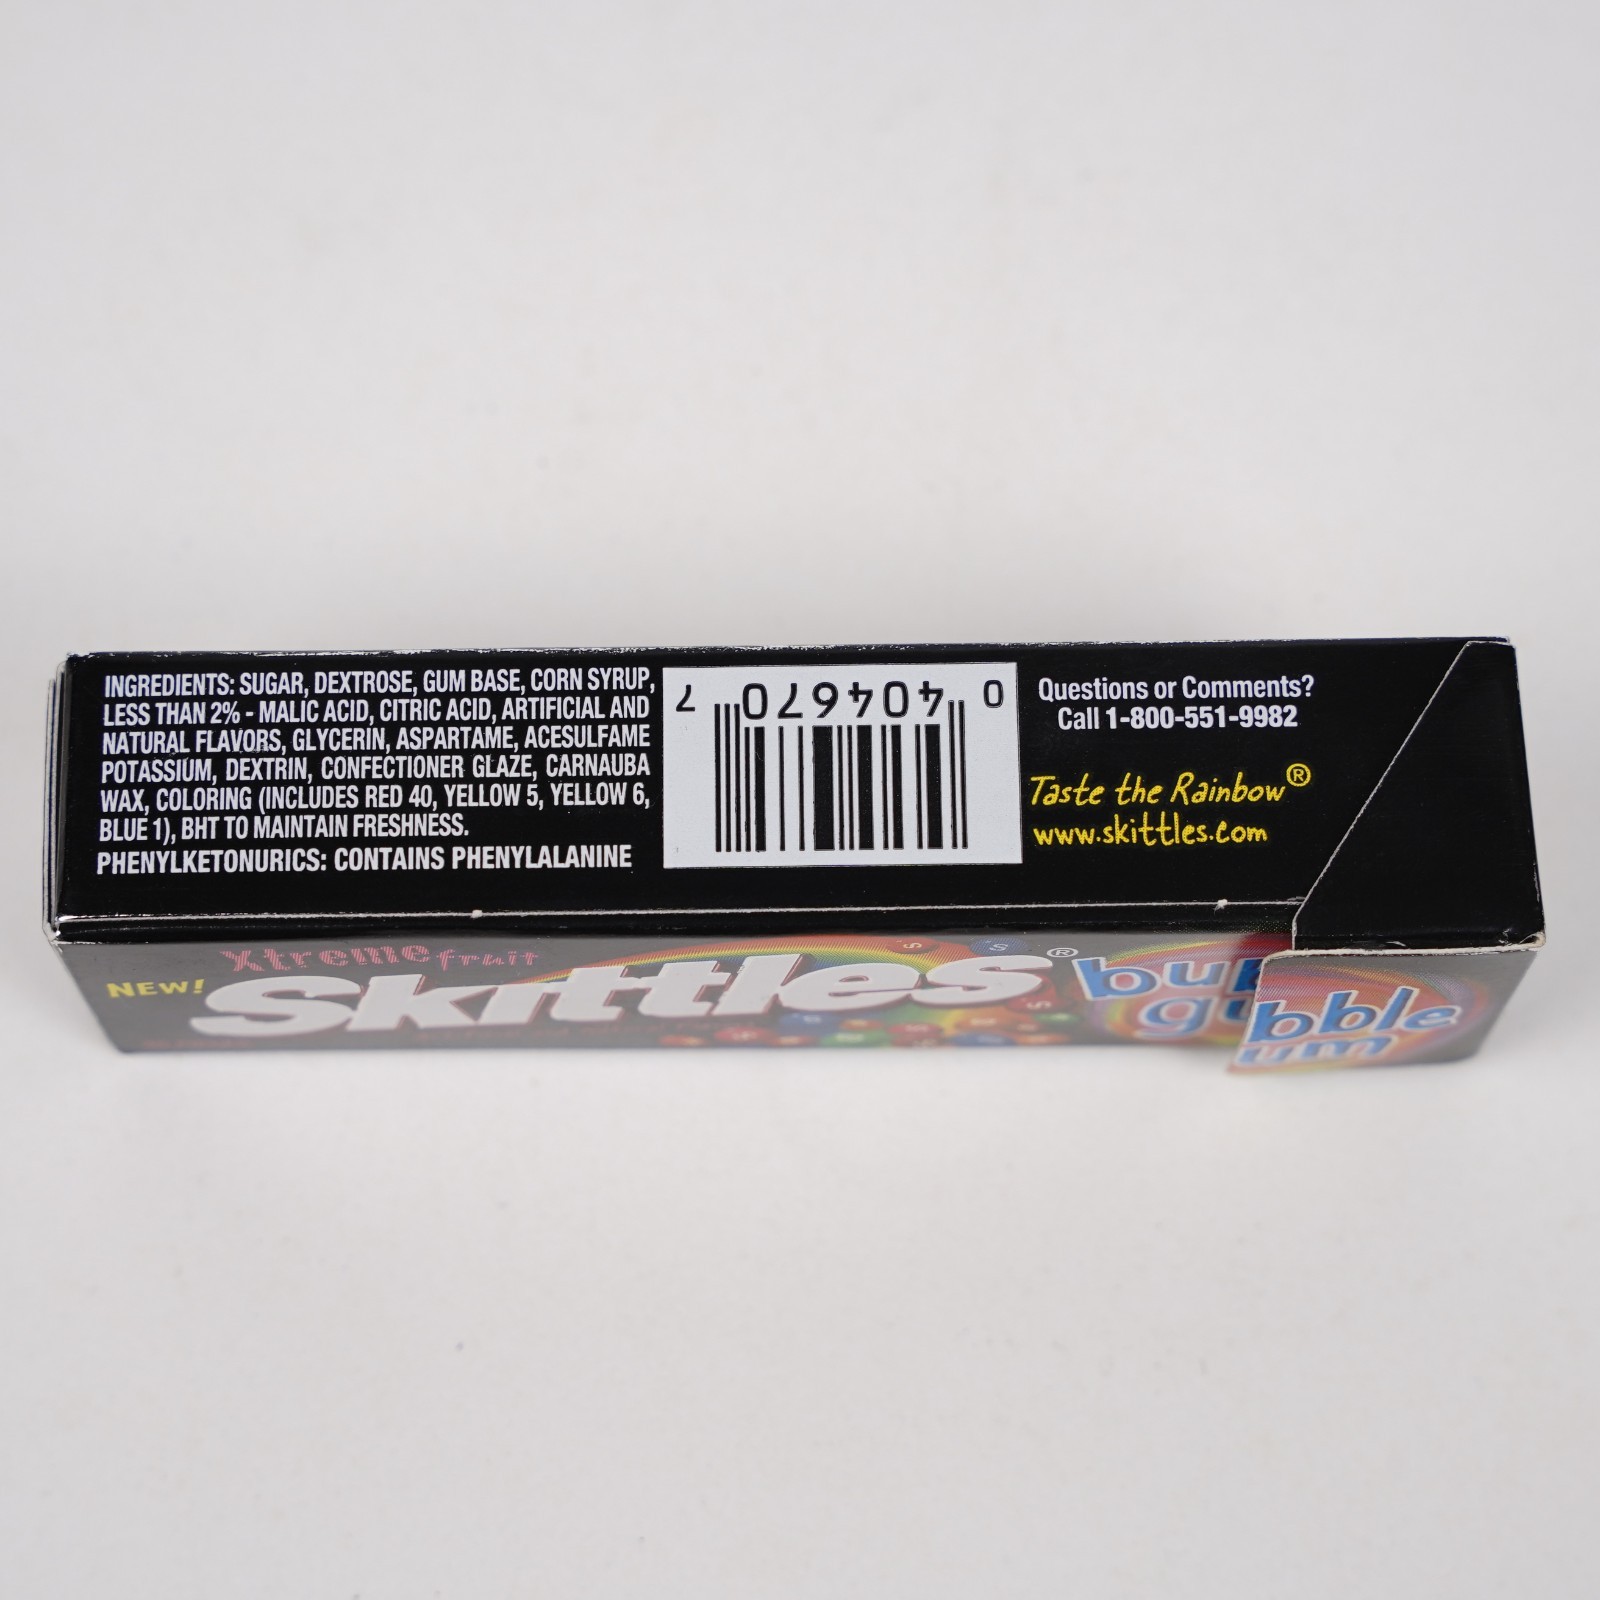 INGREDIENTS: SUGAR, DEXTROSE, GUM BASE, CORN SYRUP,
LESS THAN 2% - MALIC ACID, CITRIC ACID, ARTIFICIAL AND
NATURAL FLAVORS, GLYCERIN, ASPARTAME, ACESULFAME
POTASSIUM, DEXTRIN, CONFECTIONER GLAZE, CARNAUBA
WAX, COLORING (INCLUDES RED 40, YELLOW 5, YELLOW 6,
BLUE 1), BHT TO MAINTAIN FRESHNESS.
PHENYLKETONURICS: CONTAINS PHENYLALANINE
0 404670 7
Questions or Comments?
Call 1-800-551-9982
Taste the Rainbow®
www.skittles.com
NEW!
Xtreme fruit
Skittles®
bubble
gum